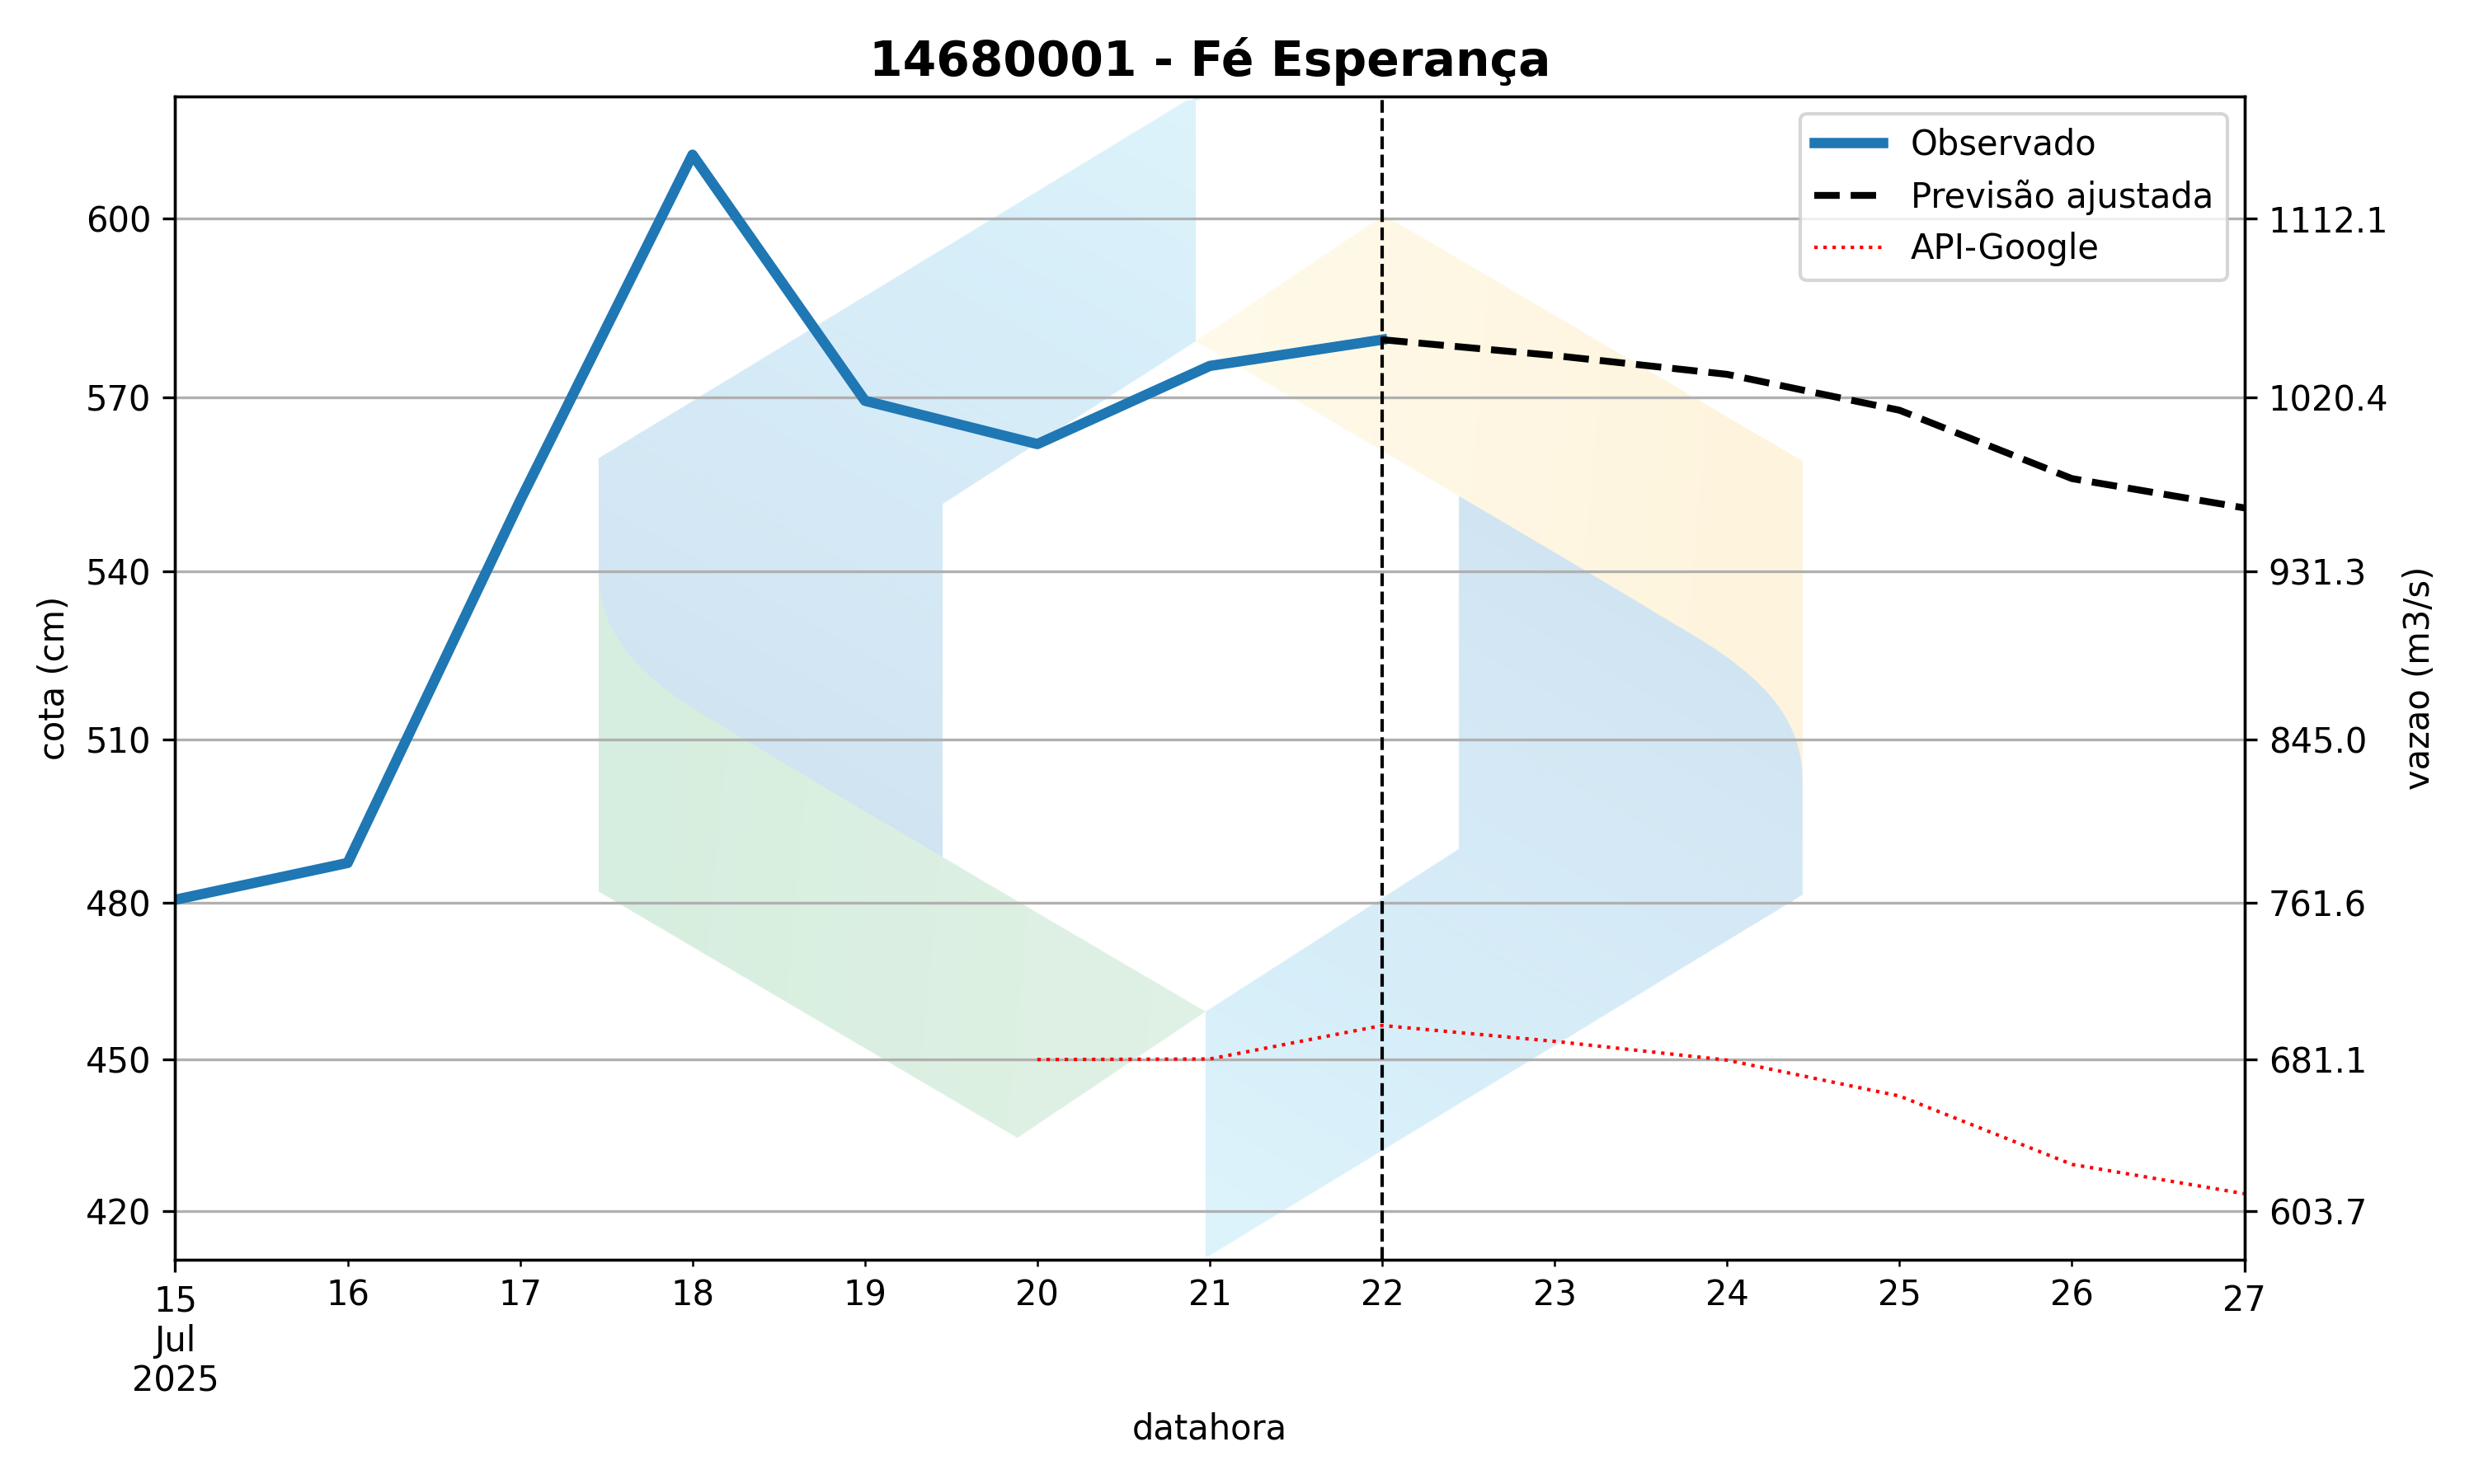 14680001 - Fé Esperança
Observado
Previsão ajustada
API-Google
600
570
540
510
480
450
420
cota (cm)
1112.1
1020.4
931.3
845.0
761.6
681.1
603.7
vazao (m3/s)
15 16 17 18 19 20 21 22 23 24 25 26 27
Jul
2025
datahora